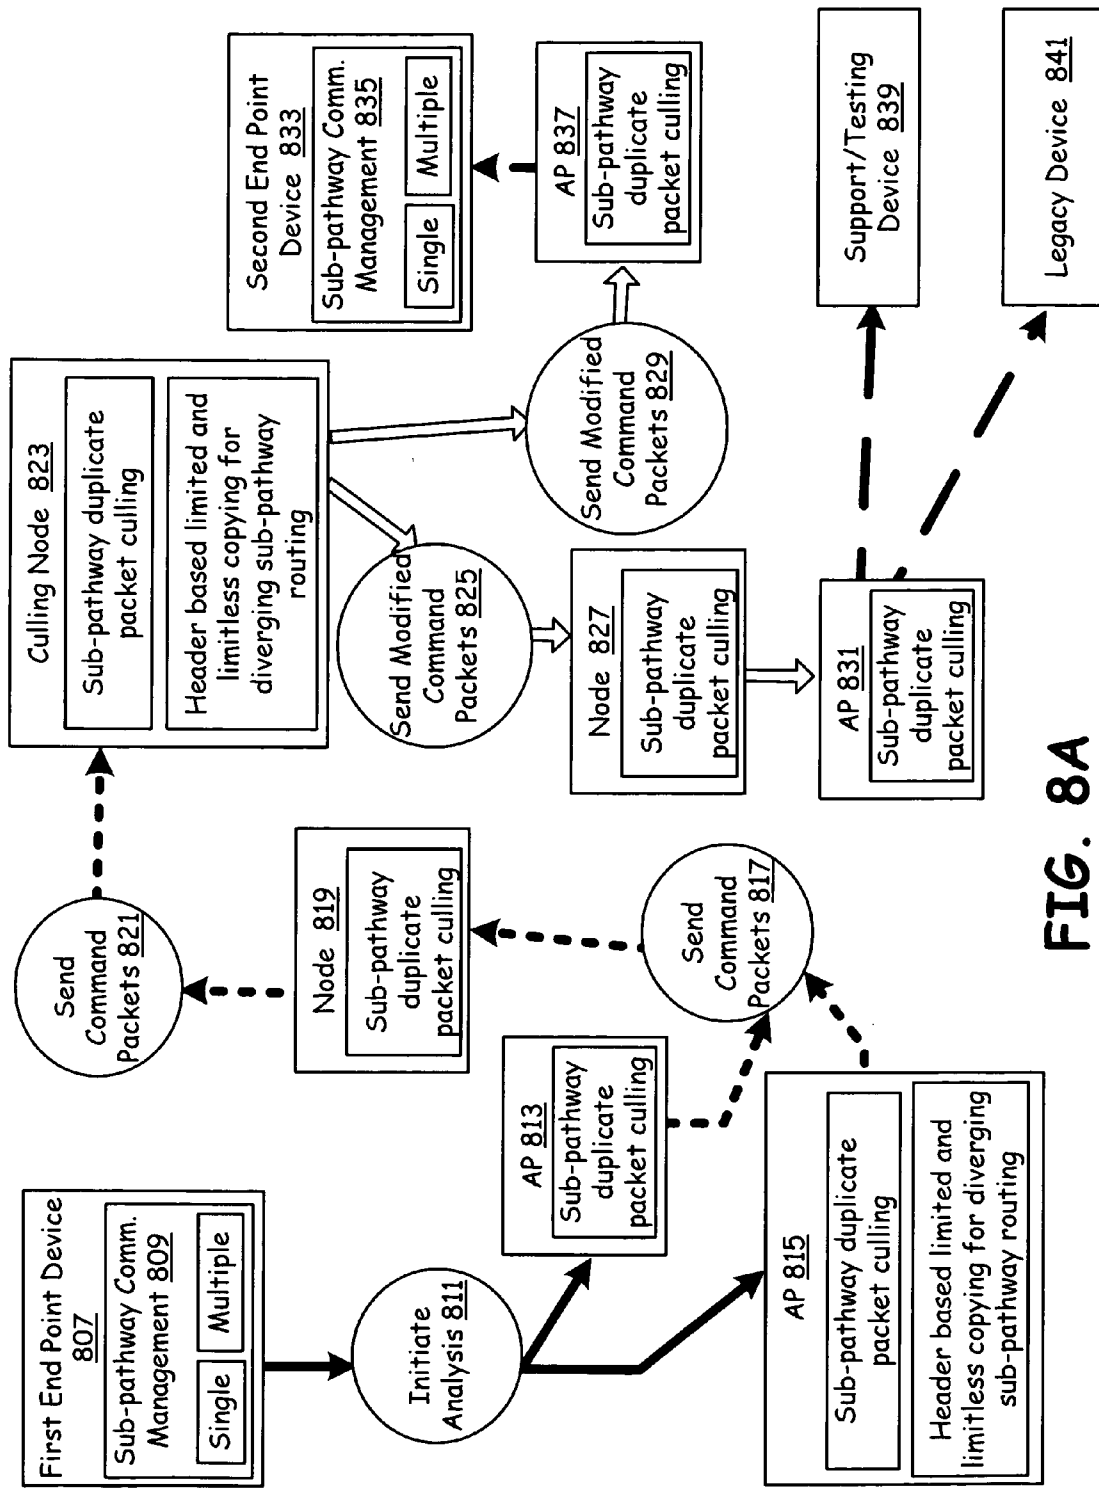 First End Point Device
807
Sub-pathway Comm.
Management 809
Single
Multiple
Initiate
Analysis 811
AP 813
Sub-pathway
duplicate
packet culling
AP 815
Sub-pathway duplicate
packet culling
Header based limited and
limitless copying for diverging
sub-pathway routing
Send
Command
Packets 817
Node 819
Sub-pathway
duplicate
packet culling
Send
Command
Packets 821
Culling Node 823
Sub-pathway duplicate
packet culling
Header based limited and
limitless copying for
diverging sub-pathway
routing
Send Modified
Command
Packets 825
Node 827
Sub-pathway
duplicate
packet culling
Send Modified
Command
Packets 829
AP 831
Sub-pathway
duplicate
packet culling
Second End Point
Device 833
Sub-pathway Comm.
Management 835
Single
Multiple
AP 837
Sub-pathway
duplicate
packet culling
Support/Testing
Device 839
Legacy Device 841
FIG. 8A